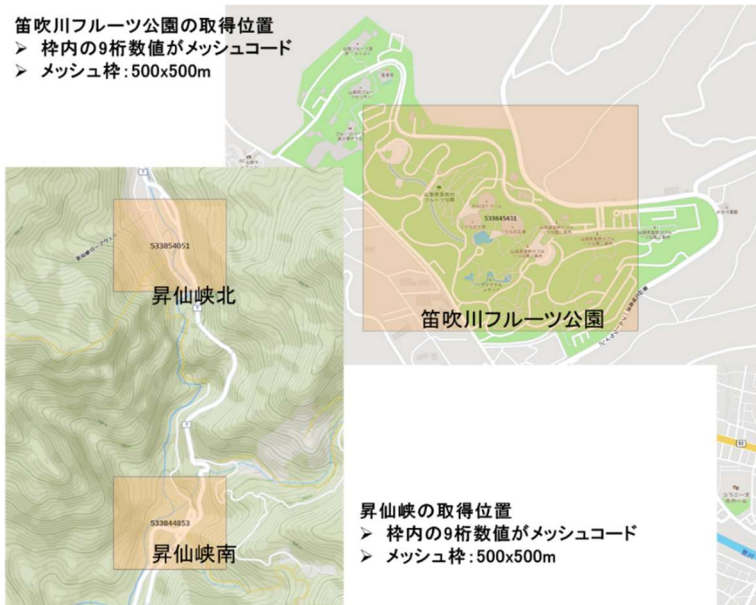 笛吹川フルーツ公園の取得位置
➢ 枠内の9桁数値がメッシュコード
➢ メッシュ枠:500x500m
533845431
笛吹川フルーツ公園
533854051
昇仙峡北
533844853
昇仙峡南
昇仙峡の取得位置
➢ 枠内の9桁数値がメッシュコード
➢ メッシュ枠:500x500m